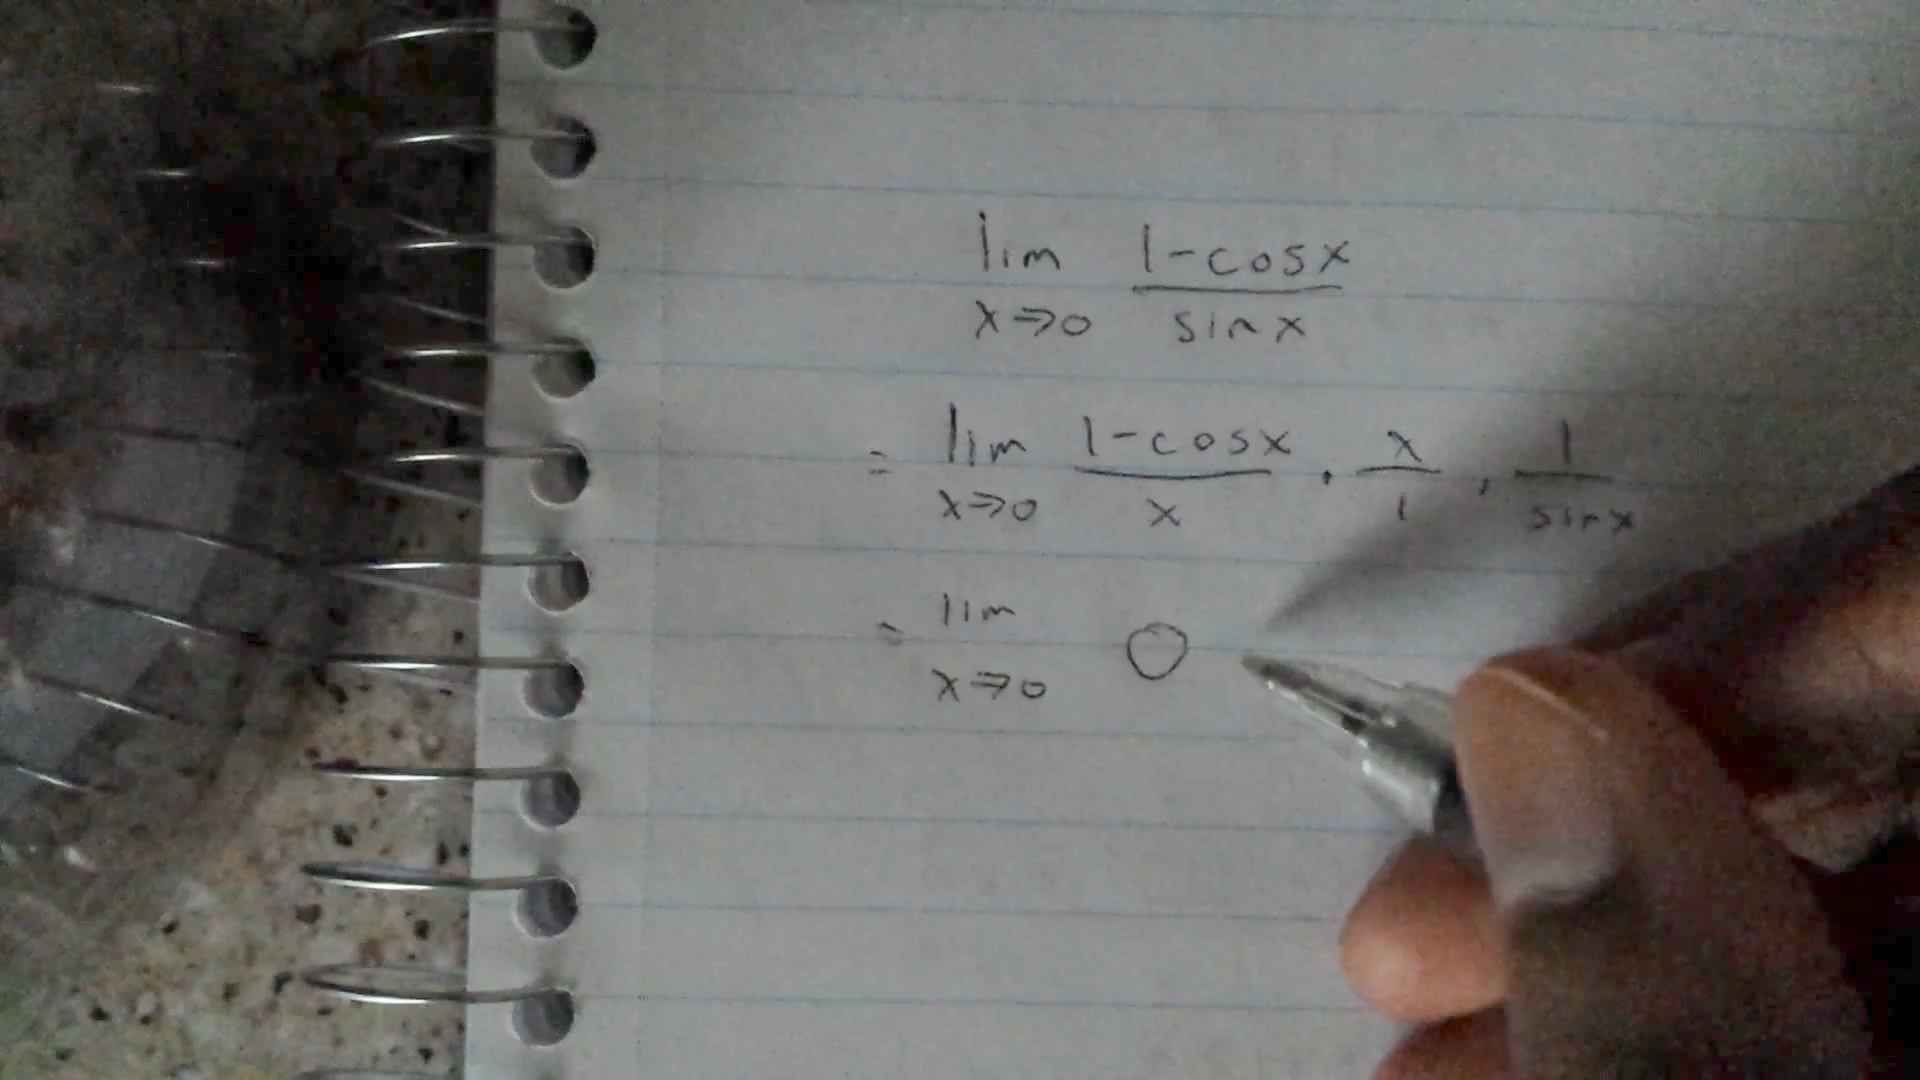 lim 1-cosx
x→0 sinx
= lim 1-cosx · x · 1
x→0 x 1 sinx
= lim 0
x→0